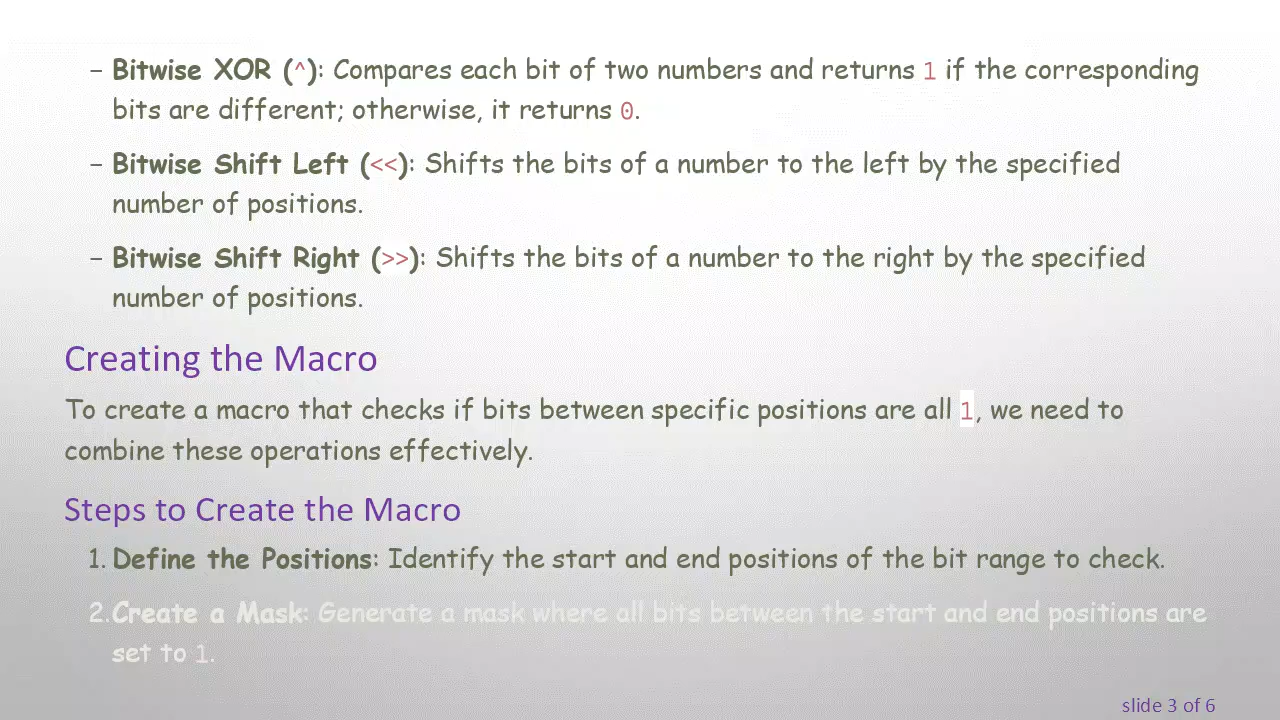 – Bitwise XOR (^): Compares each bit of two numbers and returns 1 if the corresponding
bits are different; otherwise, it returns 0.
– Bitwise Shift Left (<<): Shifts the bits of a number to the left by the specified
number of positions.
– Bitwise Shift Right (>>): Shifts the bits of a number to the right by the specified
number of positions.
Creating the Macro
To create a macro that checks if bits between specific positions are all 1, we need to
combine these operations effectively.
Steps to Create the Macro
1. Define the Positions: Identify the start and end positions of the bit range to check.
2. Create a Mask: Generate a mask where all bits between the start and end positions are
set to 1.
slide 3 of 6